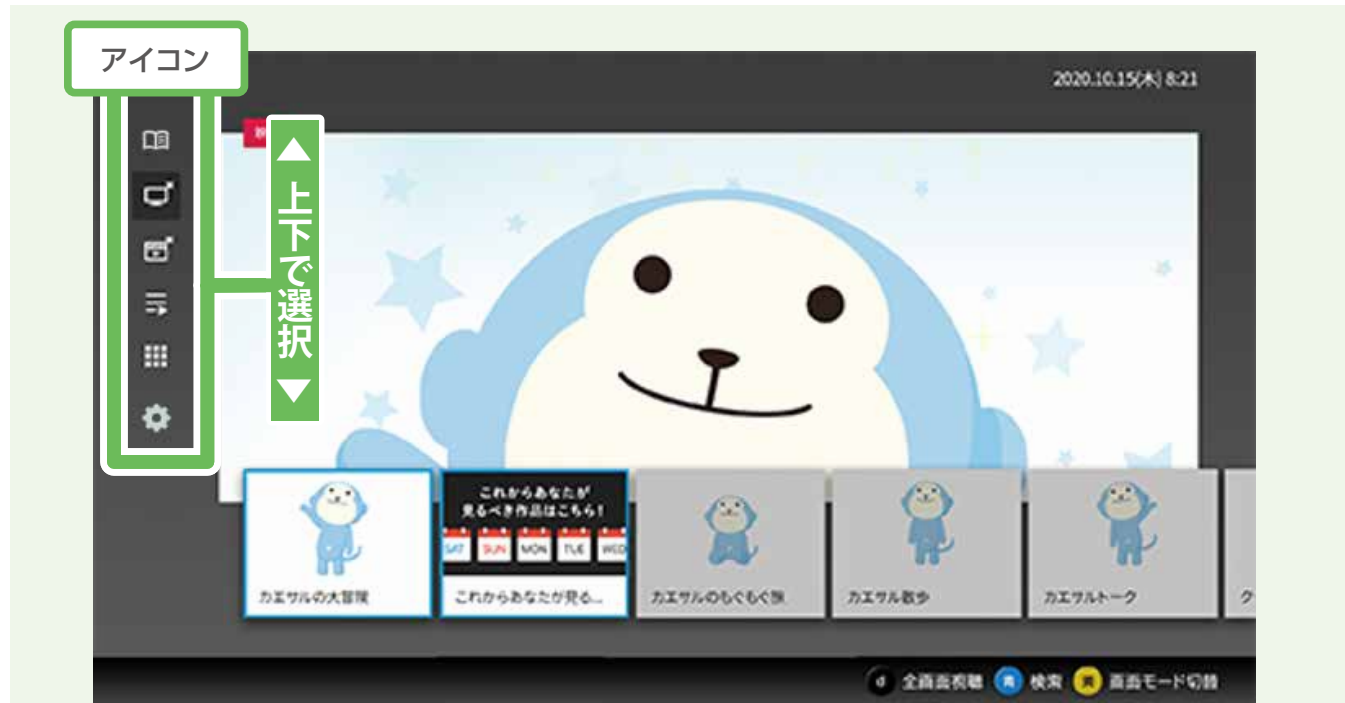 アイコン
2020.10.15(木) 8:21
▲上下で選択▼
これからあなたが
見るべき作品はこちら!
SAT SUN MON TUE WED
カエサルの大冒険
これからあなたが見る...
カエサルのもぐもぐ旅
カエサル散歩
カエサルトーク
ク
d 全画面視聴 青 検索 黄 画面モード切替